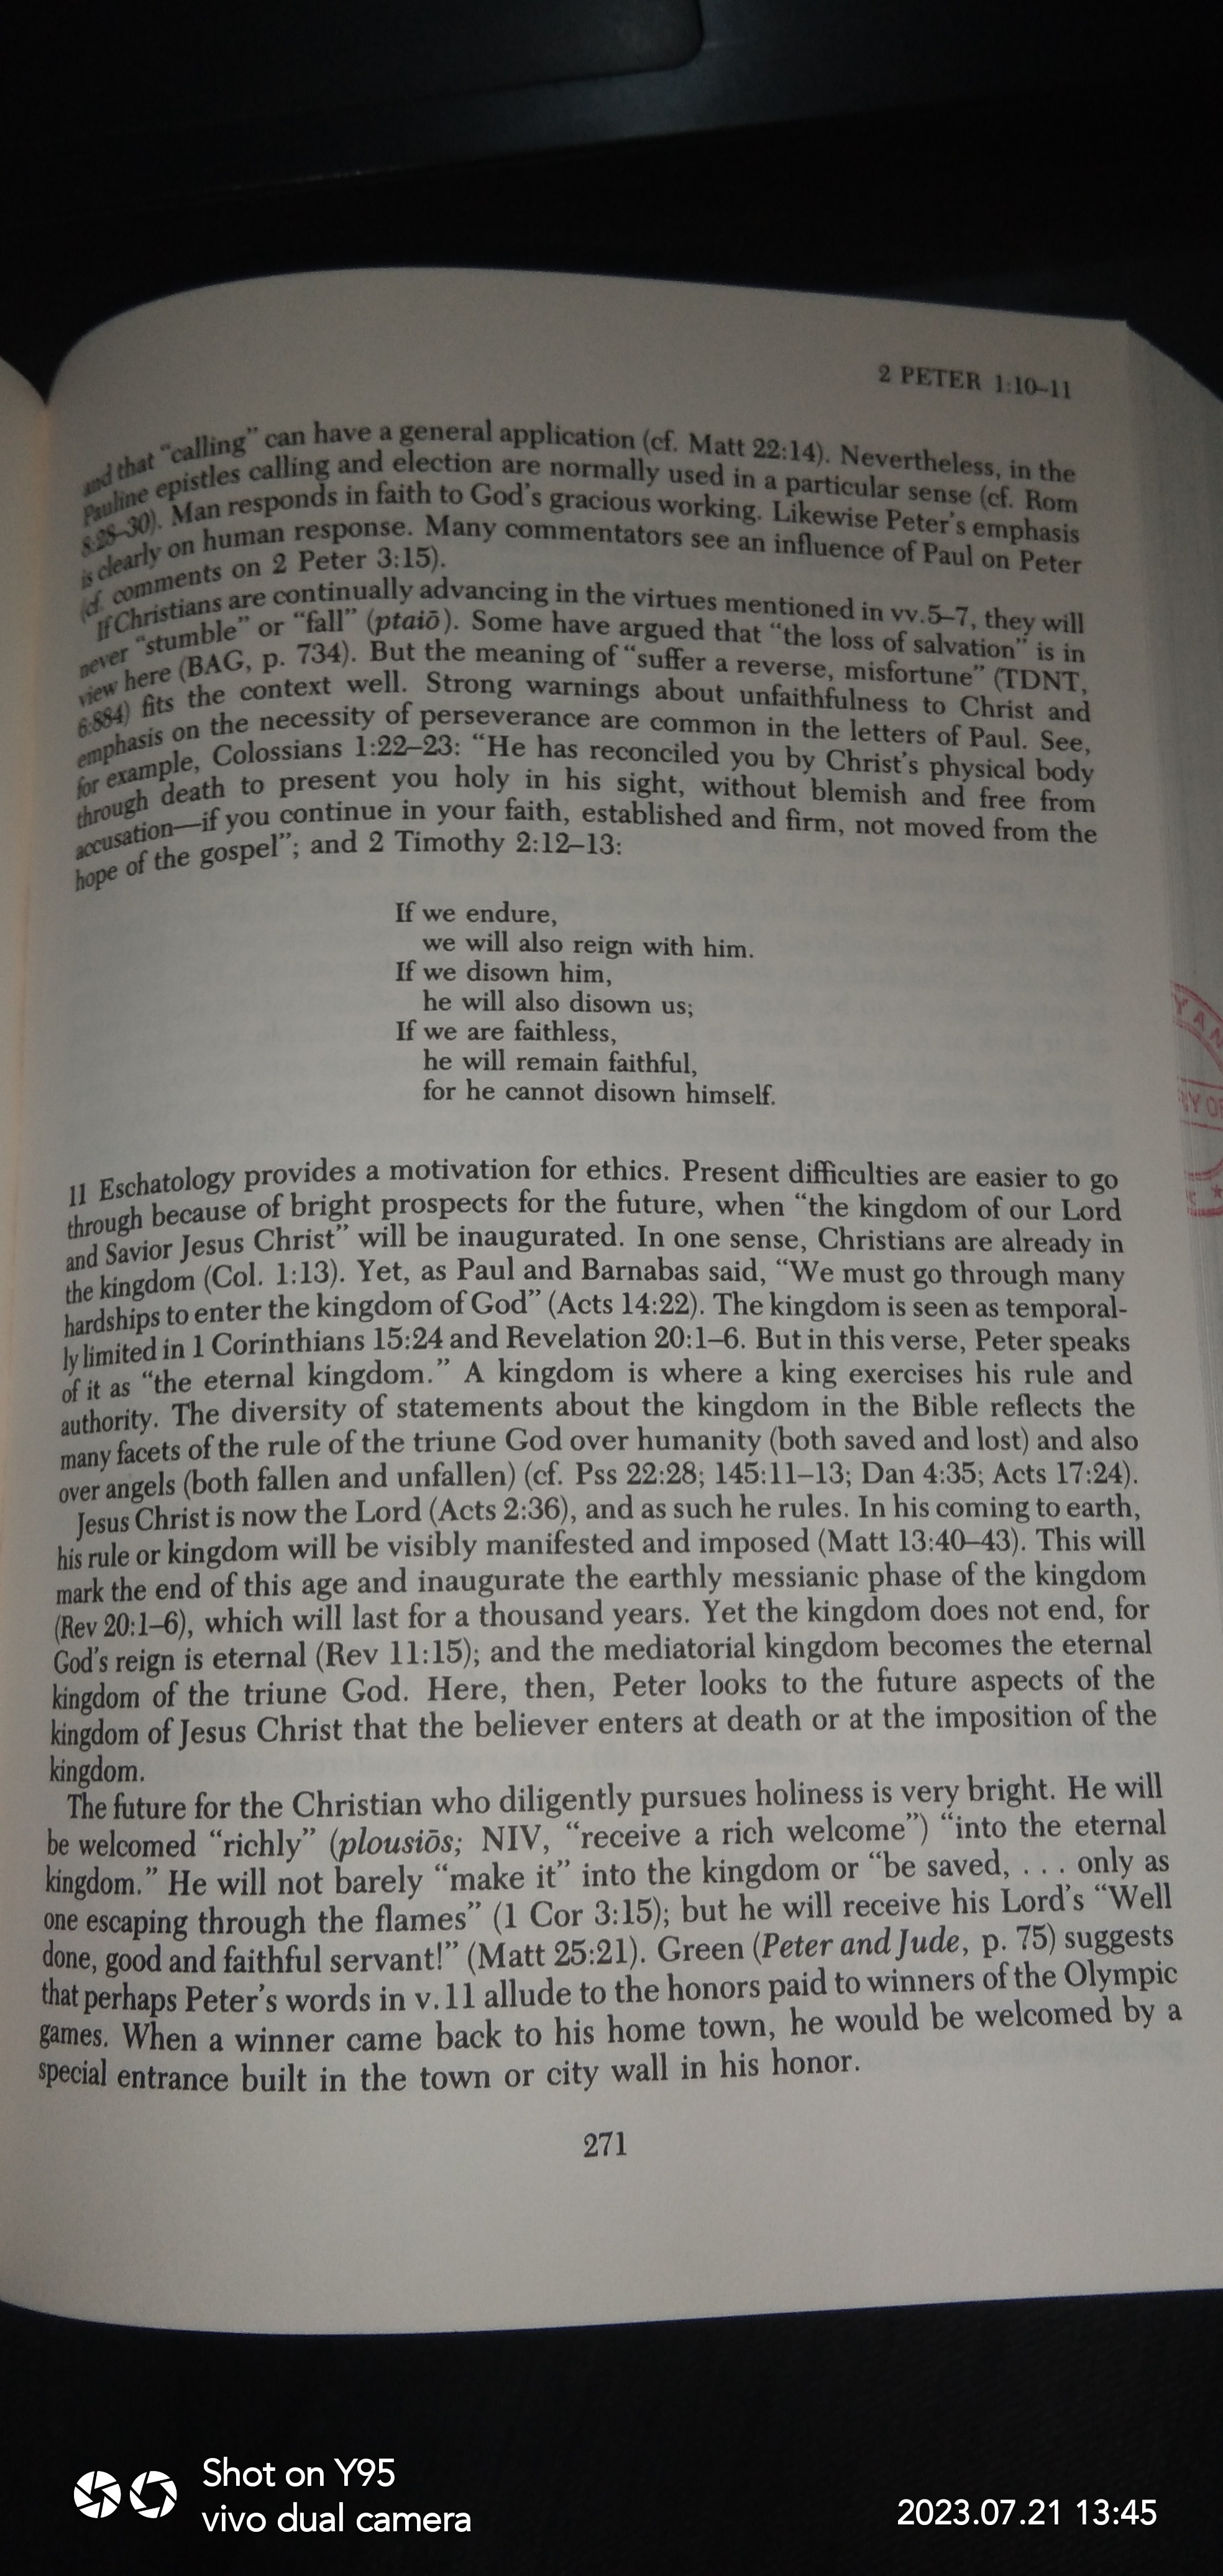 2 PETER 1:10–11
and that “calling” can have a general application (cf. Matt 22:14). Nevertheless, in the
Pauline epistles calling and election are normally used in a particular sense (cf. Rom
8:28–30). Man responds in faith to God’s gracious working. Likewise Peter’s emphasis
is clearly on human response. Many commentators see an influence of Paul on Peter
(cf. comments on 2 Peter 3:15).
If Christians are continually advancing in the virtues mentioned in vv.5–7, they will
never “stumble” or “fall” (ptaiō). Some have argued that “the loss of salvation” is in
view here (BAG, p. 734). But the meaning of “suffer a reverse, misfortune” (TDNT,
6:884) fits the context well. Strong warnings about unfaithfulness to Christ and
emphasis on the necessity of perseverance are common in the letters of Paul. See,
for example, Colossians 1:22–23: “He has reconciled you by Christ’s physical body
through death to present you holy in his sight, without blemish and free from
accusation—if you continue in your faith, established and firm, not moved from the
hope of the gospel”; and 2 Timothy 2:12–13:
If we endure,
we will also reign with him.
If we disown him,
he will also disown us;
If we are faithless,
he will remain faithful,
for he cannot disown himself.
11 Eschatology provides a motivation for ethics. Present difficulties are easier to go
through because of bright prospects for the future, when “the kingdom of our Lord
and Savior Jesus Christ” will be inaugurated. In one sense, Christians are already in
the kingdom (Col. 1:13). Yet, as Paul and Barnabas said, “We must go through many
hardships to enter the kingdom of God” (Acts 14:22). The kingdom is seen as temporal-
ly limited in 1 Corinthians 15:24 and Revelation 20:1–6. But in this verse, Peter speaks
of it as “the eternal kingdom.” A kingdom is where a king exercises his rule and
authority. The diversity of statements about the kingdom in the Bible reflects the
many facets of the rule of the triune God over humanity (both saved and lost) and also
over angels (both fallen and unfallen) (cf. Pss 22:28; 145:11–13; Dan 4:35; Acts 17:24).
Jesus Christ is now the Lord (Acts 2:36), and as such he rules. In his coming to earth,
his rule or kingdom will be visibly manifested and imposed (Matt 13:40–43). This will
mark the end of this age and inaugurate the earthly messianic phase of the kingdom
(Rev 20:1–6), which will last for a thousand years. Yet the kingdom does not end, for
God’s reign is eternal (Rev 11:15); and the mediatorial kingdom becomes the eternal
kingdom of the triune God. Here, then, Peter looks to the future aspects of the
kingdom of Jesus Christ that the believer enters at death or at the imposition of the
kingdom.
The future for the Christian who diligently pursues holiness is very bright. He will
be welcomed “richly” (plousiōs; NIV, “receive a rich welcome”) “into the eternal
kingdom.” He will not barely “make it” into the kingdom or “be saved, . . . only as
one escaping through the flames” (1 Cor 3:15); but he will receive his Lord’s “Well
done, good and faithful servant!” (Matt 25:21). Green (Peter and Jude, p. 75) suggests
that perhaps Peter’s words in v.11 allude to the honors paid to winners of the Olympic
games. When a winner came back to his home town, he would be welcomed by a
special entrance built in the town or city wall in his honor.
271
Shot on Y95
vivo dual camera
2023.07.21 13:45